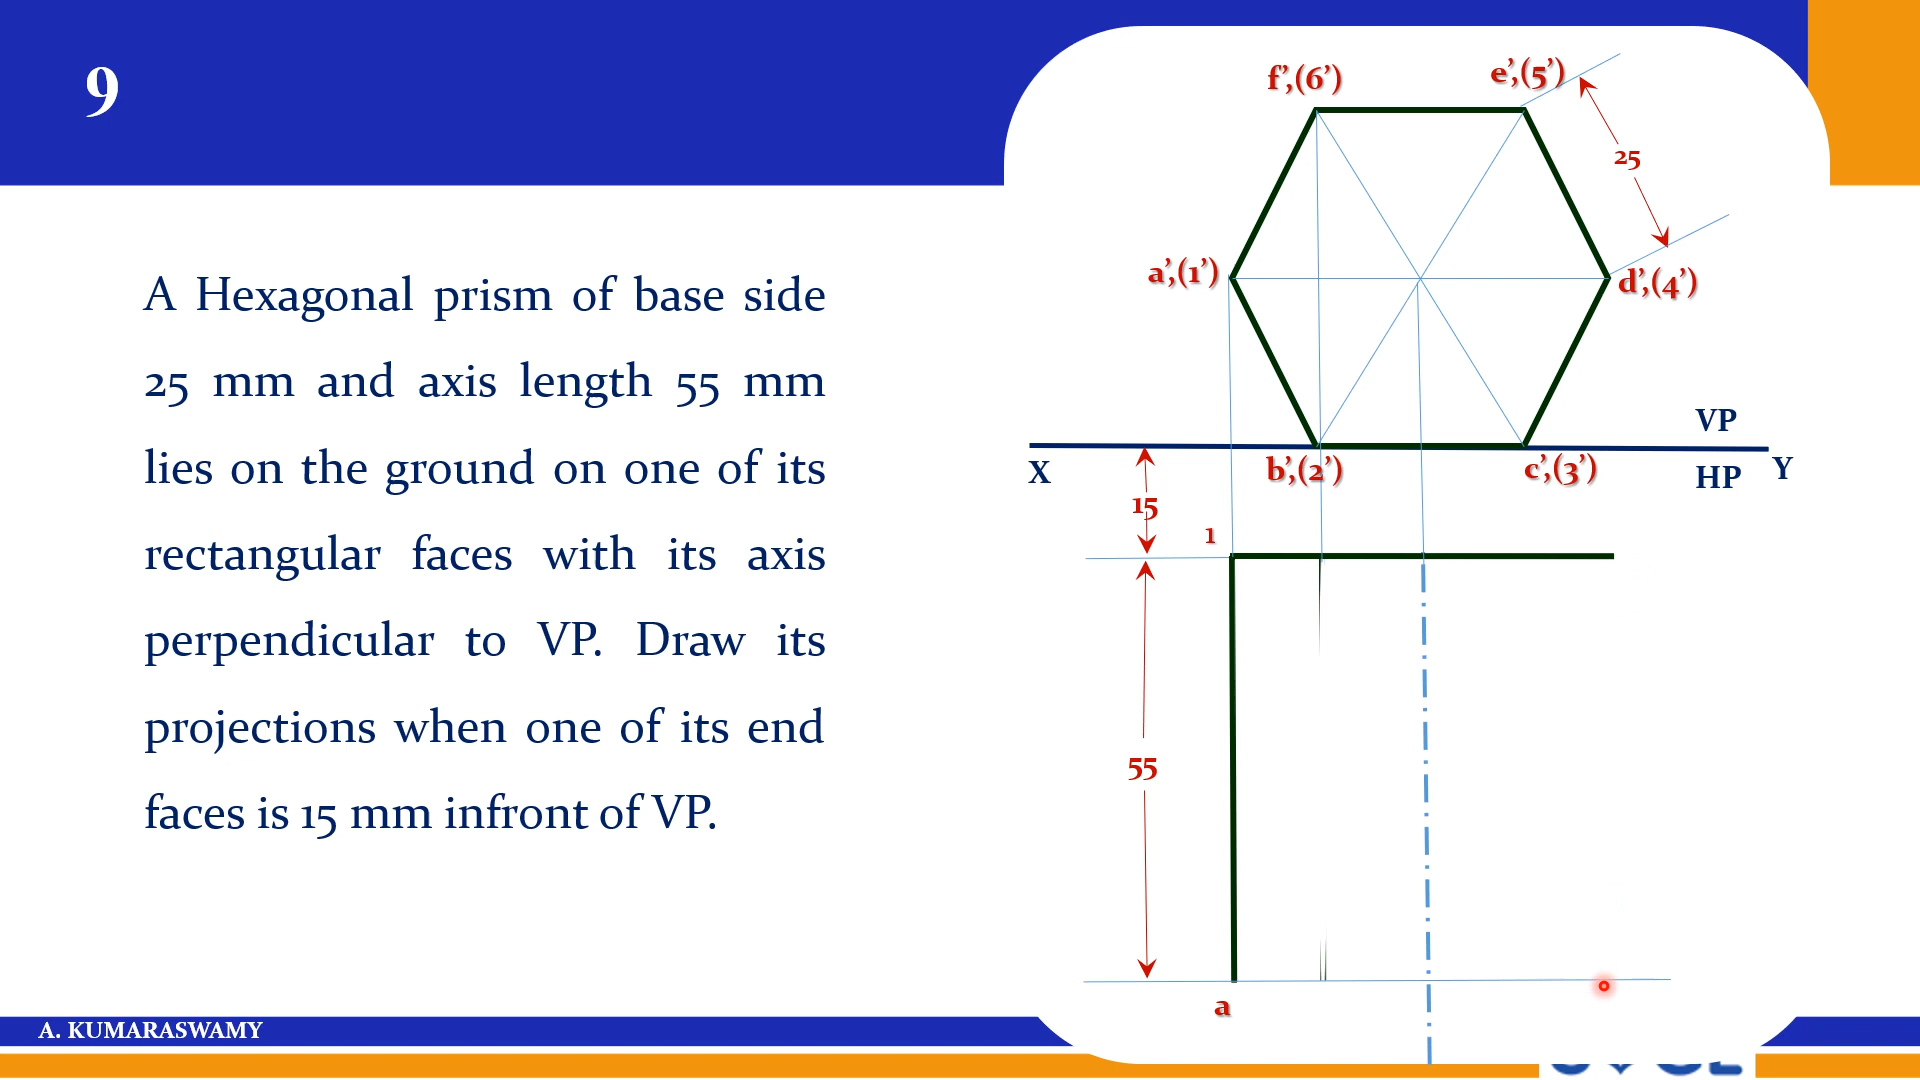 9
A Hexagonal prism of base side
25 mm and axis length 55 mm
lies on the ground on one of its
rectangular faces with its axis
perpendicular to VP. Draw its
projections when one of its end
faces is 15 mm infront of VP.
f’,(6’)
e’,(5’)
25
a’,(1’)
d’,(4’)
VP
X
b’,(2’)
c’,(3’)
HP
Y
15
1
55
a
A. KUMARASWAMY